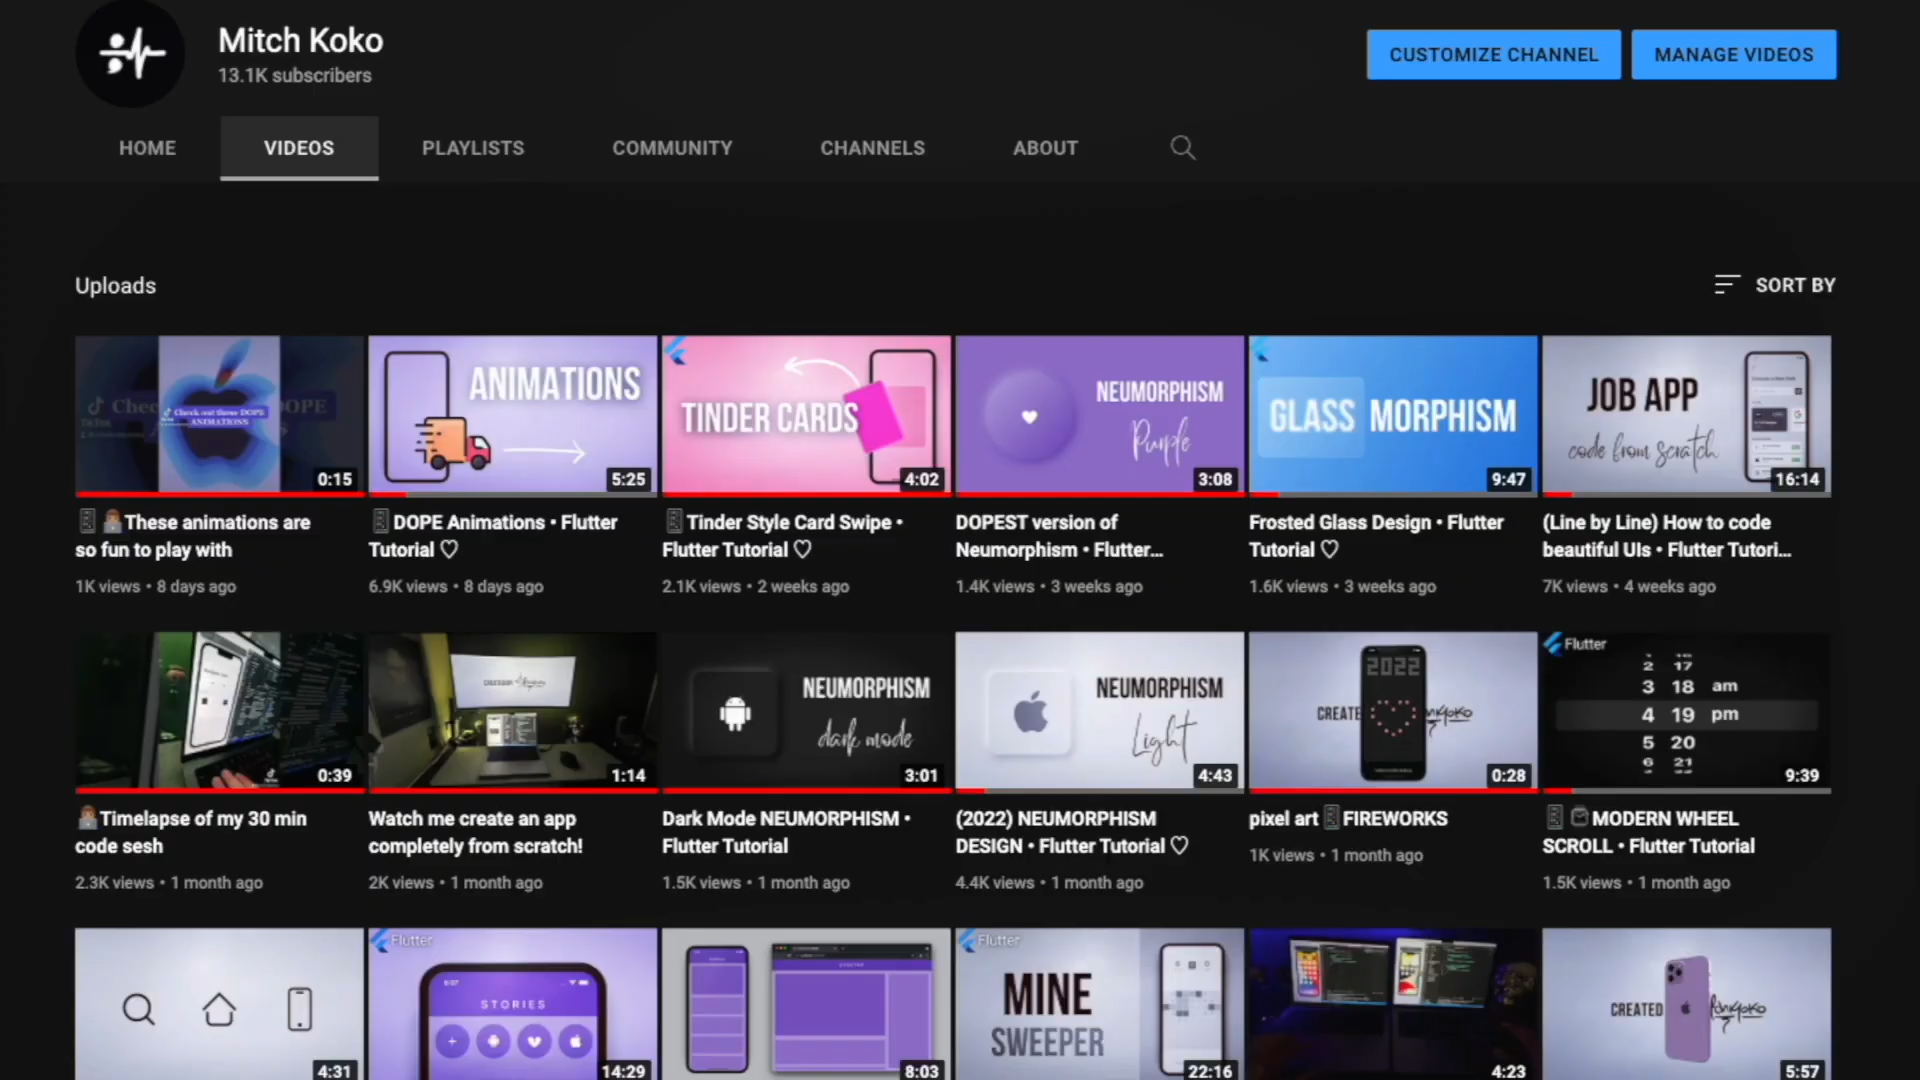 Mitch Koko
13.1K subscribers
CUSTOMIZE CHANNEL
MANAGE VIDEOS
HOME
VIDEOS
PLAYLISTS
COMMUNITY
CHANNELS
ABOUT
Uploads
SORT BY
Check out these DOPE
ANIMATIONS
0:15
ANIMATIONS
5:25
TINDER CARDS
4:02
NEUMORPHISM
Purple
3:08
GLASS MORPHISM
9:47
JOB APP
code from scratch
16:14
These animations are
so fun to play with
1K views • 8 days ago
DOPE Animations • Flutter
Tutorial ♡
6.9K views • 8 days ago
Tinder Style Card Swipe •
Flutter Tutorial ♡
2.1K views • 2 weeks ago
DOPEST version of
Neumorphism • Flutter...
1.4K views • 3 weeks ago
Frosted Glass Design • Flutter
Tutorial ♡
1.6K views • 3 weeks ago
(Line by Line) How to code
beautiful UIs • Flutter Tutori...
7K views • 4 weeks ago
0:39
1:14
NEUMORPHISM
dark mode
3:01
NEUMORPHISM
Light
4:43
2022
0:28
Flutter
2 17
3 18 am
4 19 pm
5 20
6 21
9:39
Timelapse of my 30 min
code sesh
2.3K views • 1 month ago
Watch me create an app
completely from scratch!
2K views • 1 month ago
Dark Mode NEUMORPHISM •
Flutter Tutorial
1.5K views • 1 month ago
(2022) NEUMORPHISM
DESIGN • Flutter Tutorial ♡
4.4K views • 1 month ago
pixel art FIREWORKS
1K views • 1 month ago
MODERN WHEEL
SCROLL • Flutter Tutorial
1.5K views • 1 month ago
4:31
Flutter
STORIES
14:29
8:03
Flutter
MINE
SWEEPER
22:16
4:23
CREATED
5:57